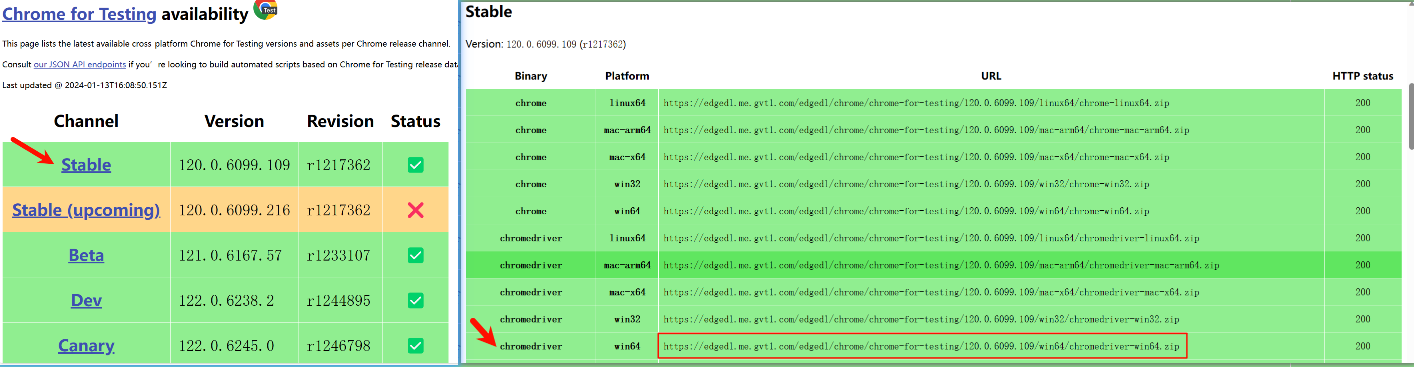 Chrome for Testing availability
Test
This page lists the latest available cross platform Chrome for Testing versions and assets per Chrome release channel.
Consult our JSON API endpoints if you' re looking to build automated scripts based on Chrome for Testing release dat
Last updated @ 2024-01-13T16:08:50.151Z
Channel Version Revision Status
Stable 120.0.6099.109 r1217362
Stable (upcoming) 120.0.6099.216 r1217362
Beta 121.0.6167.57 r1233107
Dev 122.0.6238.2 r1244895
Canary 122.0.6245.0 r1246798
Stable
Version: 120.0.6099.109 (r1217362)
Binary Platform URL HTTP status
chrome linux64 https://edgedl.me.gvt1.com/edgedl/chrome/chrome-for-testing/120.0.6099.109/linux64/chrome-linux64.zip 200
chrome mac-arm64 https://edgedl.me.gvt1.com/edgedl/chrome/chrome-for-testing/120.0.6099.109/mac-arm64/chrome-mac-arm64.zip 200
chrome mac-x64 https://edgedl.me.gvt1.com/edgedl/chrome/chrome-for-testing/120.0.6099.109/mac-x64/chrome-mac-x64.zip 200
chrome win32 https://edgedl.me.gvt1.com/edgedl/chrome/chrome-for-testing/120.0.6099.109/win32/chrome-win32.zip 200
chrome win64 https://edgedl.me.gvt1.com/edgedl/chrome/chrome-for-testing/120.0.6099.109/win64/chrome-win64.zip 200
chromedriver linux64 https://edgedl.me.gvt1.com/edgedl/chrome/chrome-for-testing/120.0.6099.109/linux64/chromedriver-linux64.zip 200
chromedriver mac-arm64 https://edgedl.me.gvt1.com/edgedl/chrome/chrome-for-testing/120.0.6099.109/mac-arm64/chromedriver-mac-arm64.zip 200
chromedriver mac-x64 https://edgedl.me.gvt1.com/edgedl/chrome/chrome-for-testing/120.0.6099.109/mac-x64/chromedriver-mac-x64.zip 200
chromedriver win32 https://edgedl.me.gvt1.com/edgedl/chrome/chrome-for-testing/120.0.6099.109/win32/chromedriver-win32.zip 200
chromedriver win64 https://edgedl.me.gvt1.com/edgedl/chrome/chrome-for-testing/120.0.6099.109/win64/chromedriver-win64.zip 200